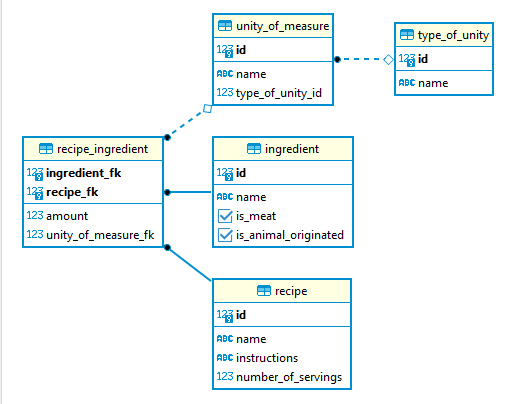 unity_of_measure
123 id
ABC name
123 type_of_unity_id
type_of_unity
123 id
ABC name
recipe_ingredient
123 ingredient_fk
123 recipe_fk
123 amount
123 unity_of_measure_fk
ingredient
123 id
ABC name
is_meat
is_animal_originated
recipe
123 id
ABC name
ABC instructions
123 number_of_servings